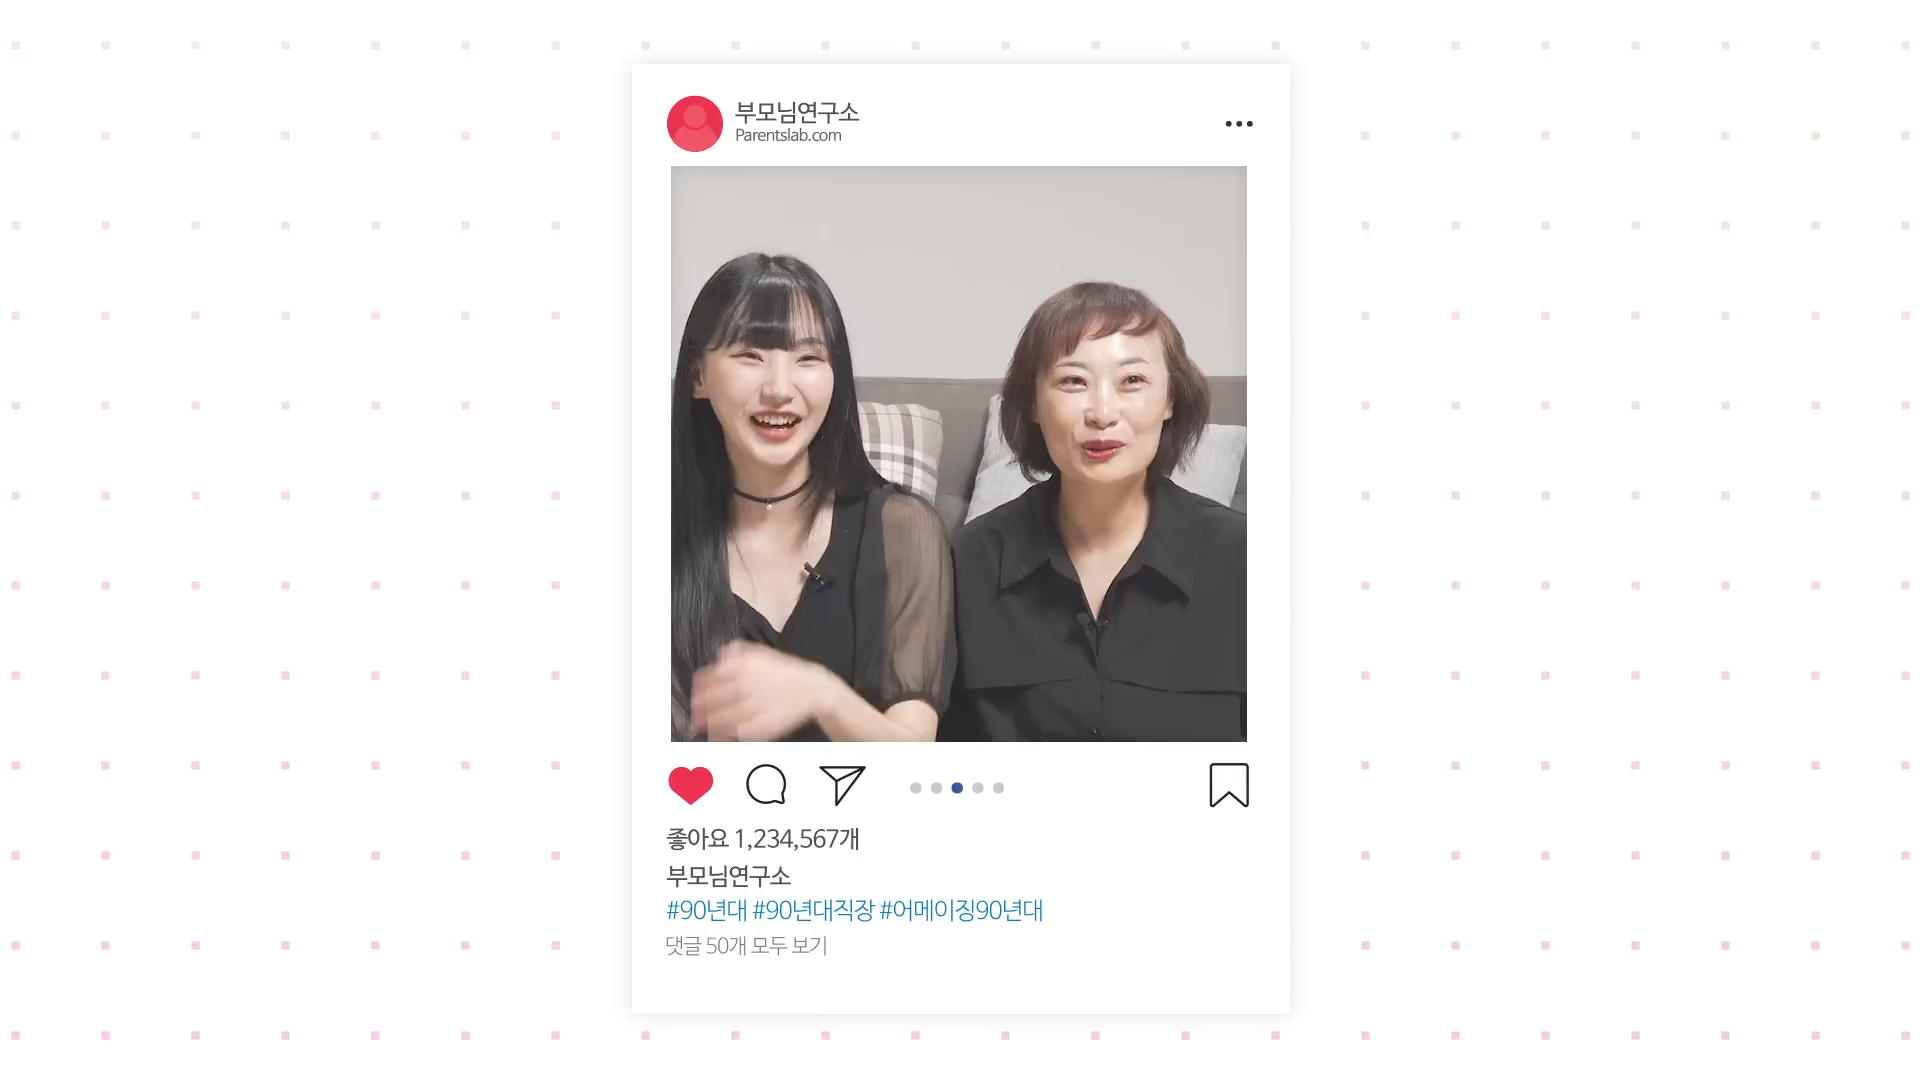 부모님연구소
Parentslab.com
좋아요 1,234,567개
부모님연구소
#90년대 #90년대직장 #어메이징90년대
댓글 50개 모두 보기